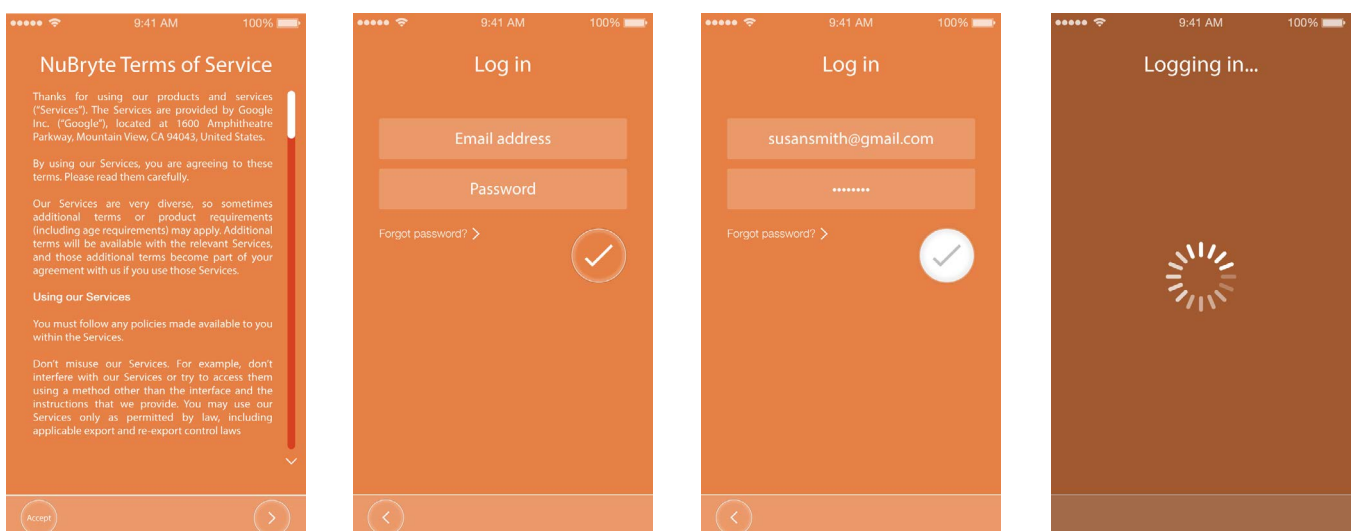 9:41 AM 100%
NuBryte Terms of Service
Thanks for using our products and services
("Services"). The Services are provided by Google
Inc. ("Google"), located at 1600 Amphitheatre
Parkway, Mountain View, CA 94043, United States.
By using our Services, you are agreeing to these
terms. Please read them carefully.
Our Services are very diverse, so sometimes
additional terms or product requirements
(including age requirements) may apply. Additional
terms will be available with the relevant Services,
and those additional terms become part of your
agreement with us if you use those Services.
Using our Services
You must follow any policies made available to you
within the Services.
Don't misuse our Services. For example, don't
interfere with our Services or try to access them
using a method other than the interface and the
instructions that we provide. You may use our
Services only as permitted by law, including
applicable export and re-export control laws
Accept
9:41 AM 100%
Log in
Email address
Password
Forgot password?
9:41 AM 100%
Log in
susansmith@gmail.com
Forgot password?
9:41 AM 100%
Logging in...